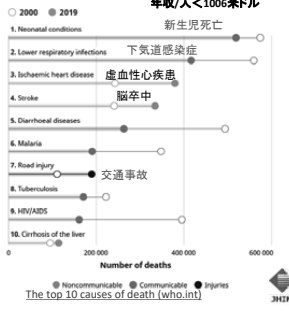 年収/人<1006米ドル
2000 2019
1. Neonatal conditions
新生児死亡
2. Lower respiratory infections
下気道感染症
3. Ischaemic heart disease
虚血性心疾患
4. Stroke
脳卒中
5. Diarrhoeal diseases
6. Malaria
7. Road injury
交通事故
8. Tuberculosis
9. HIV/AIDS
10. Cirrhosis of the liver
0 200 000 400 000 600 000
Number of deaths
Noncommunicable Communicable Injuries
The top 10 causes of death (who.int)